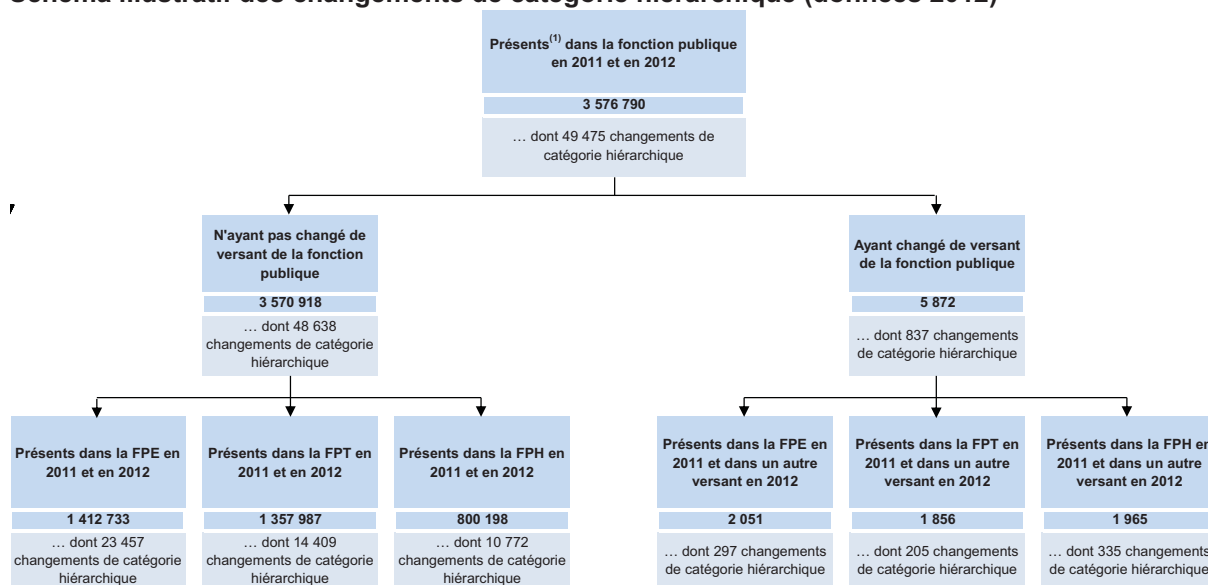 Schéma illustratif des changements de catégorie hiérarchique (données 2012)
Présents(1) dans la fonction publique
en 2011 et en 2012
3 576 790
… dont 49 475 changements de
catégorie hiérarchique
N'ayant pas changé de
versant de la fonction
publique
3 570 918
… dont 48 638
changements de catégorie
hiérarchique
Ayant changé de versant
de la fonction publique
5 872
… dont 837 changements
de catégorie hiérarchique
Présents dans la FPE en
2011 et en 2012
1 412 733
… dont 23 457
changements de catégorie
hiérarchique
Présents dans la FPT en
2011 et en 2012
1 357 987
… dont 14 409
changements de catégorie
hiérarchique
Présents dans la FPH en
2011 et en 2012
800 198
… dont 10 772
changements de catégorie
hiérarchique
Présents dans la FPE en
2011 et dans un autre
versant en 2012
2 051
… dont 297 changements
de catégorie hiérarchique
Présents dans la FPT en
2011 et dans un autre
versant en 2012
1 856
… dont 205 changements
de catégorie hiérarchique
Présents dans la FPH en
2011 et dans un autre
versant en 2012
1 965
… dont 335 changements
de catégorie hiérarchique